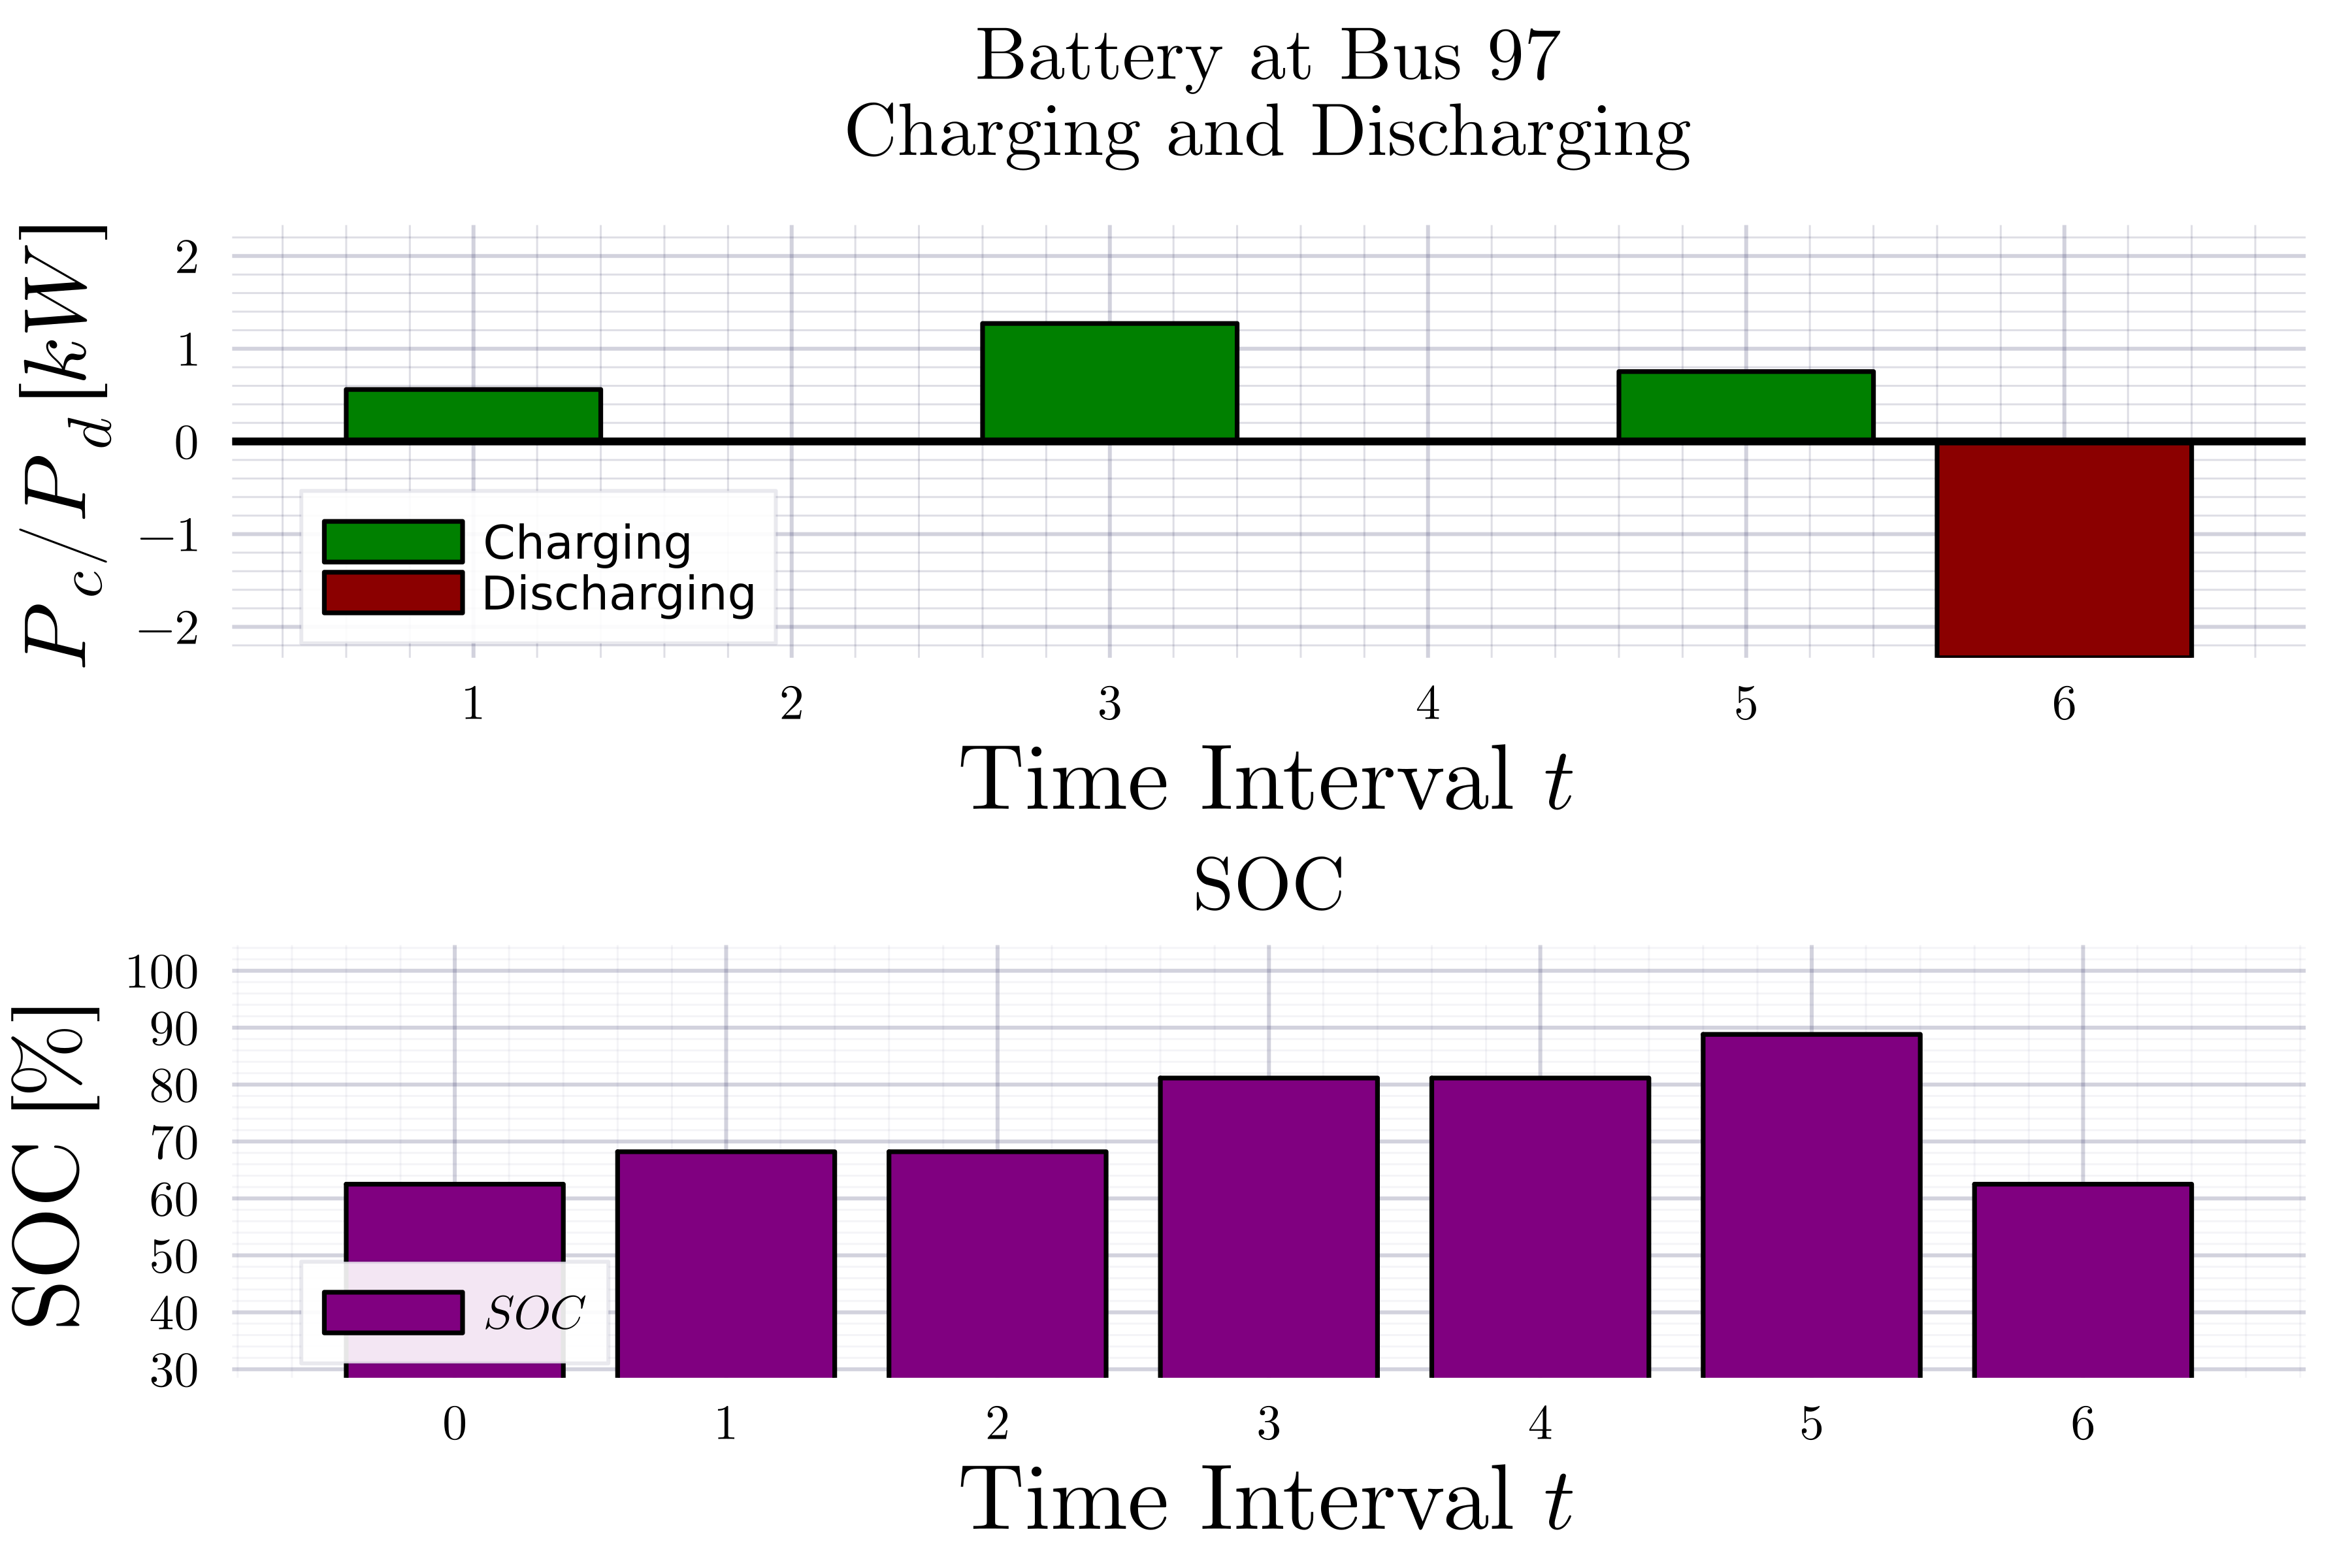 Battery at Bus 97
Charging and Discharging
P_c/P_d [kW]
2
1
0
−1
−2
Charging
Discharging
1 2 3 4 5 6
Time Interval t
SOC
SOC [%]
100
90
80
70
60
50
40
30
SOC
0 1 2 3 4 5 6
Time Interval t